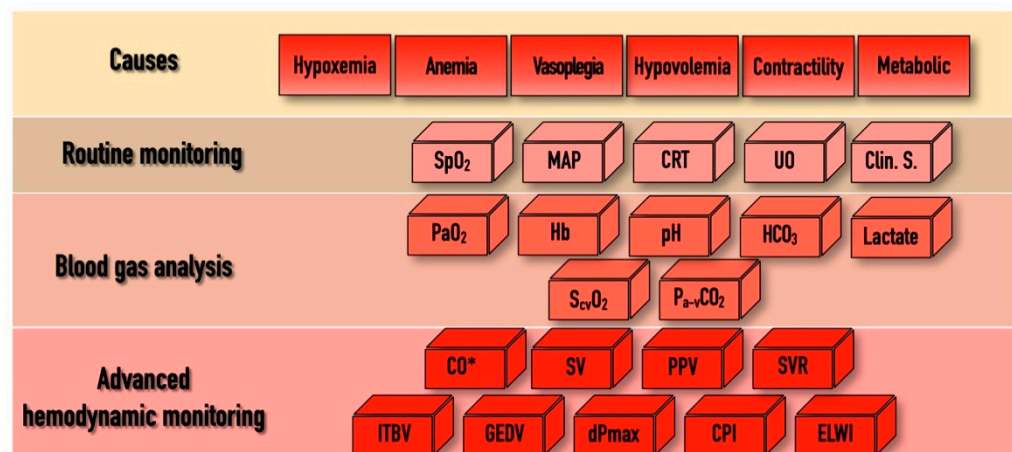 Causes
Hypoxemia Anemia Vasoplegia Hypovolemia Contractility Metabolic
Routine monitoring
SpO₂ MAP CRT UO Clin. S.
Blood gas analysis
PaO₂ Hb pH HCO₃ Lactate
ScvO₂ Pa-vCO₂
Advanced
hemodynamic monitoring
CO* SV PPV SVR
ITBV GEDV dPmax CPI ELWI